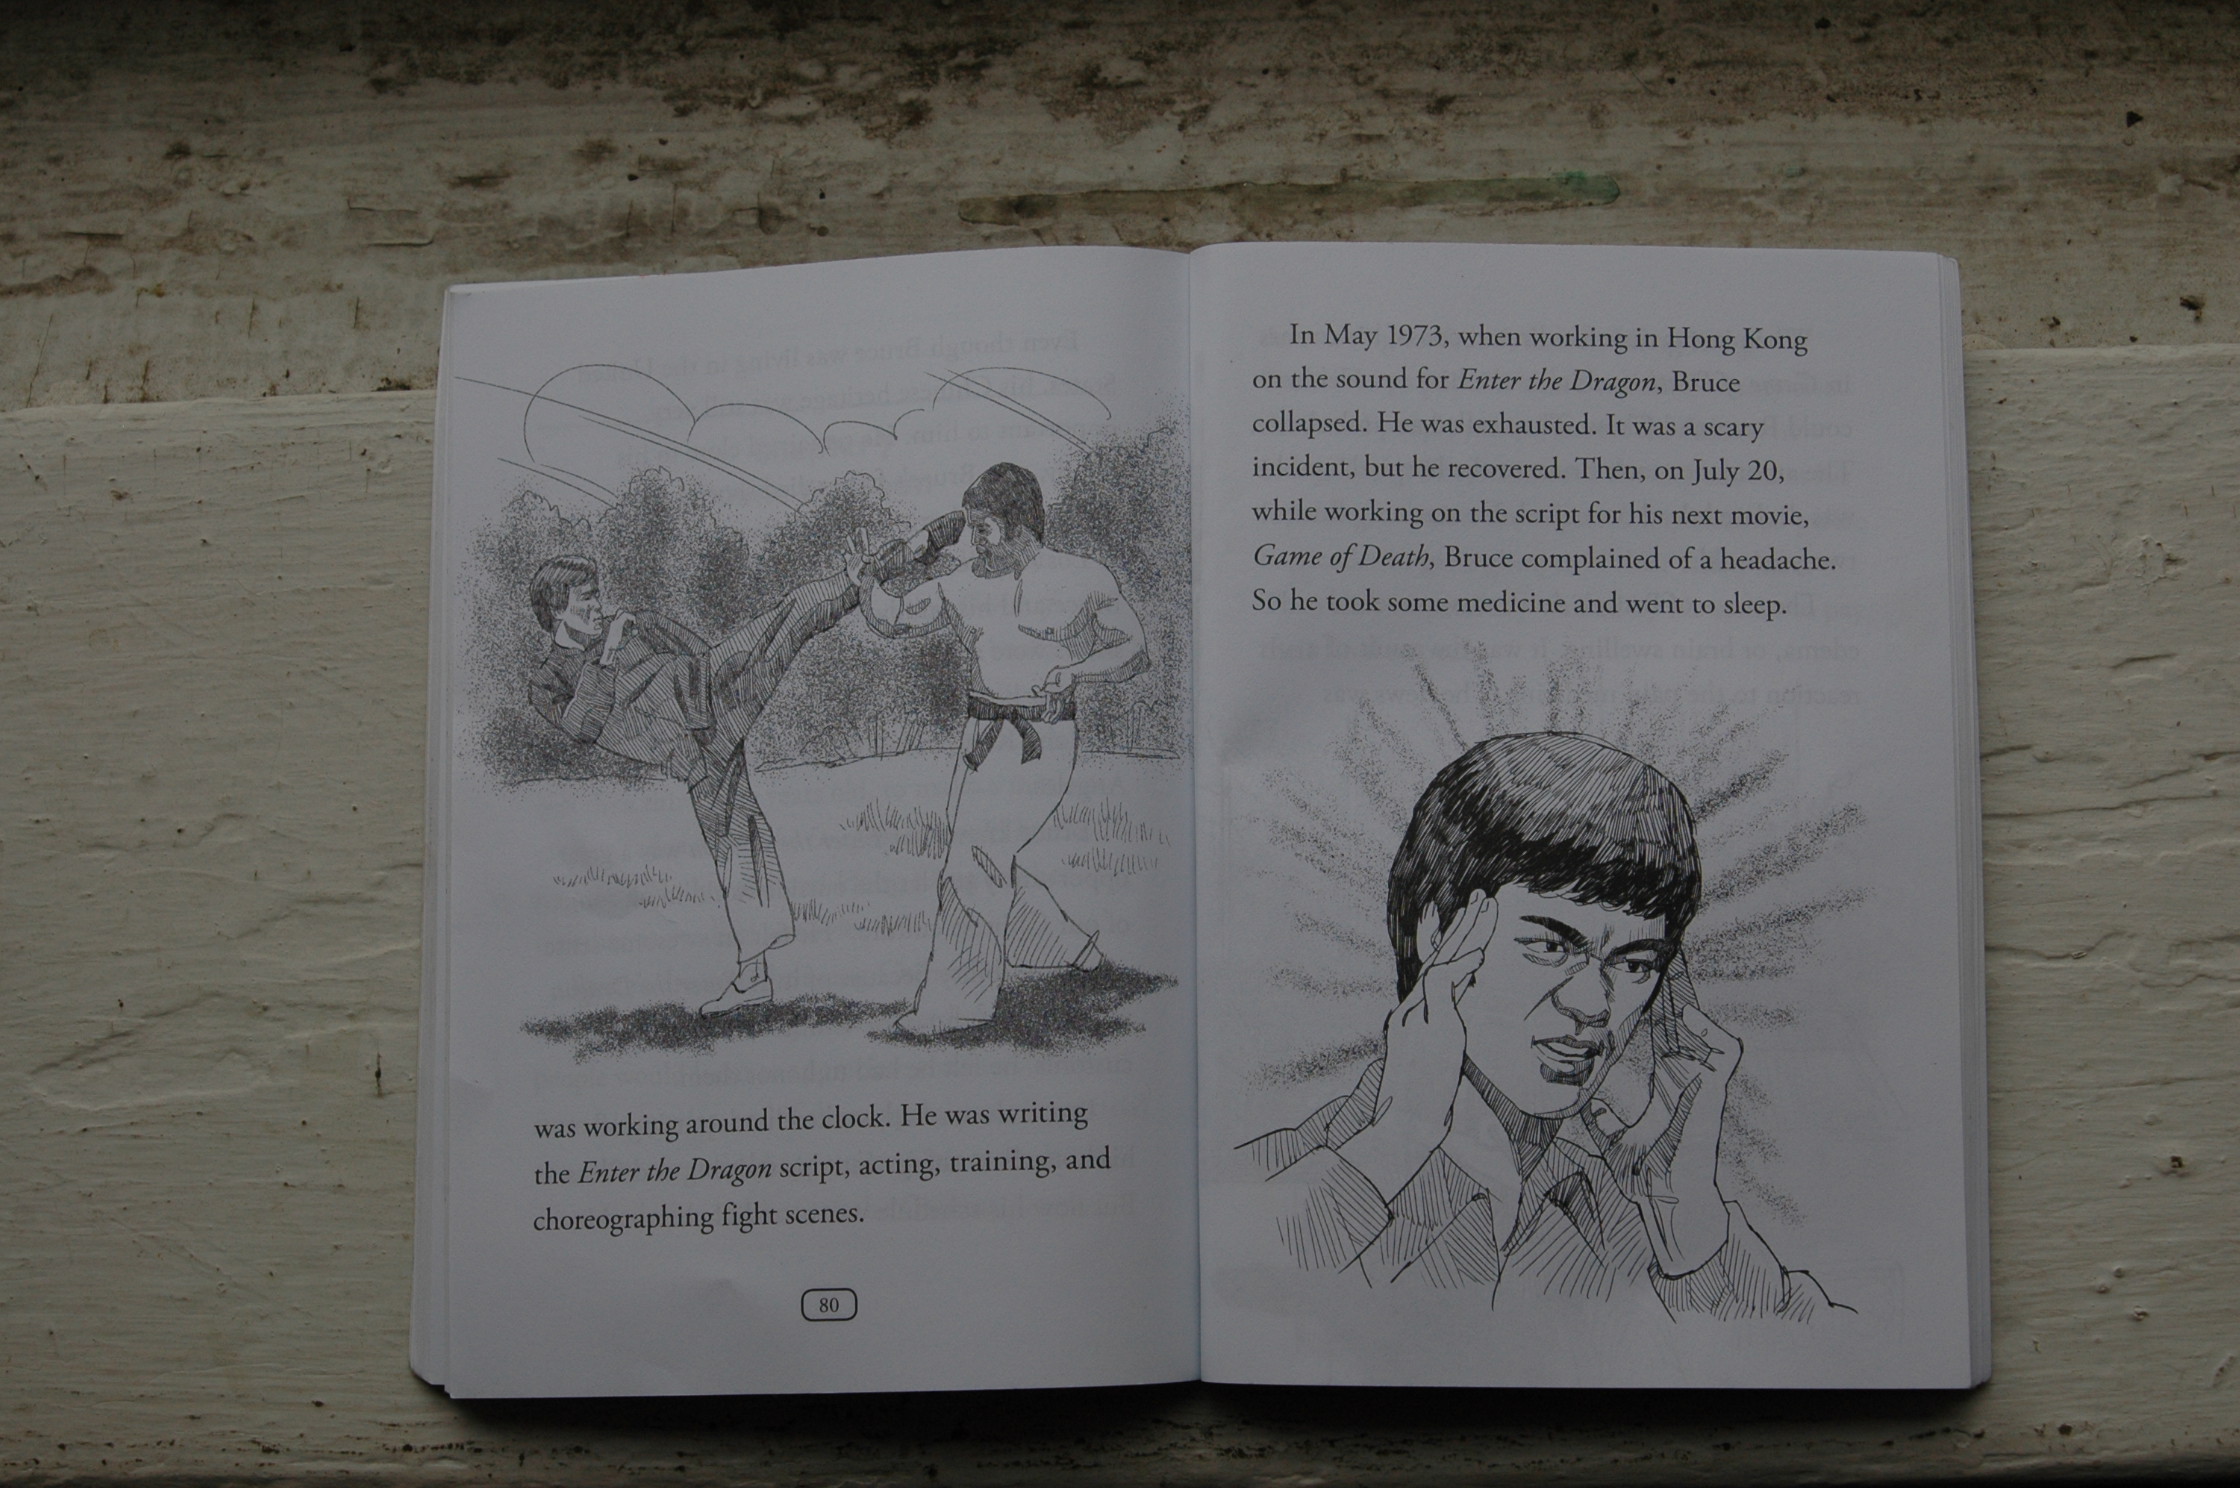 was working around the clock. He was writing
the Enter the Dragon script, acting, training, and
choreographing fight scenes.
80
In May 1973, when working in Hong Kong
on the sound for Enter the Dragon, Bruce
collapsed. He was exhausted. It was a scary
incident, but he recovered. Then, on July 20,
while working on the script for his next movie,
Game of Death, Bruce complained of a headache.
So he took some medicine and went to sleep.